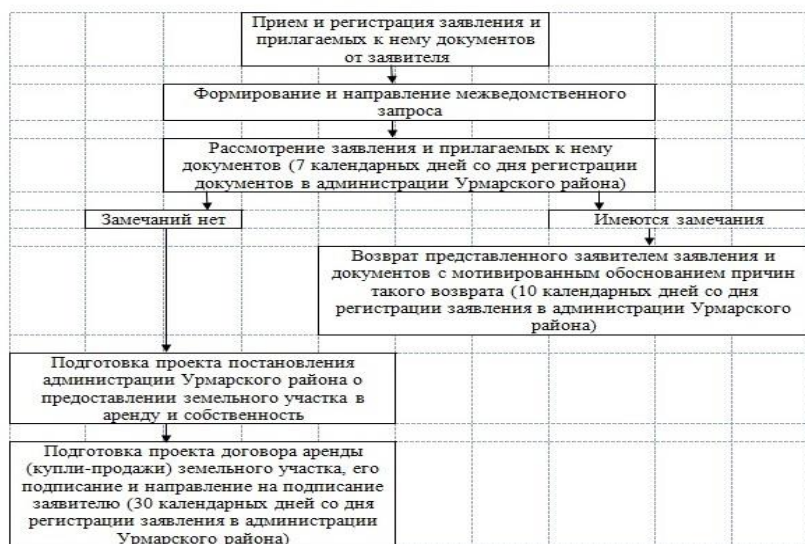 Прием и регистрация заявления и
прилагаемых к нему документов
от заявителя
Формирование и направление межведомственного
запроса
Рассмотрение заявления и прилагаемых к нему
документов (7 календарных дней со дня регистрации
документов в администрации Урмарского района)
Замечаний нет
Имеются замечания
Возврат представленного заявителем заявления и
документов с мотивированным обоснованием причин
такого возврата (10 календарных дней со дня
регистрации заявления в администрации Урмарского
района)
Подготовка проекта постановления
администрации Урмарского района о
предоставлении земельного участка в
аренду и собственность
Подготовка проекта договора аренды
(купли-продажи) земельного участка, его
подписание и направление на подписание
заявителю (30 календарных дней со дня
регистрации заявления в администрации
Урмарского района)